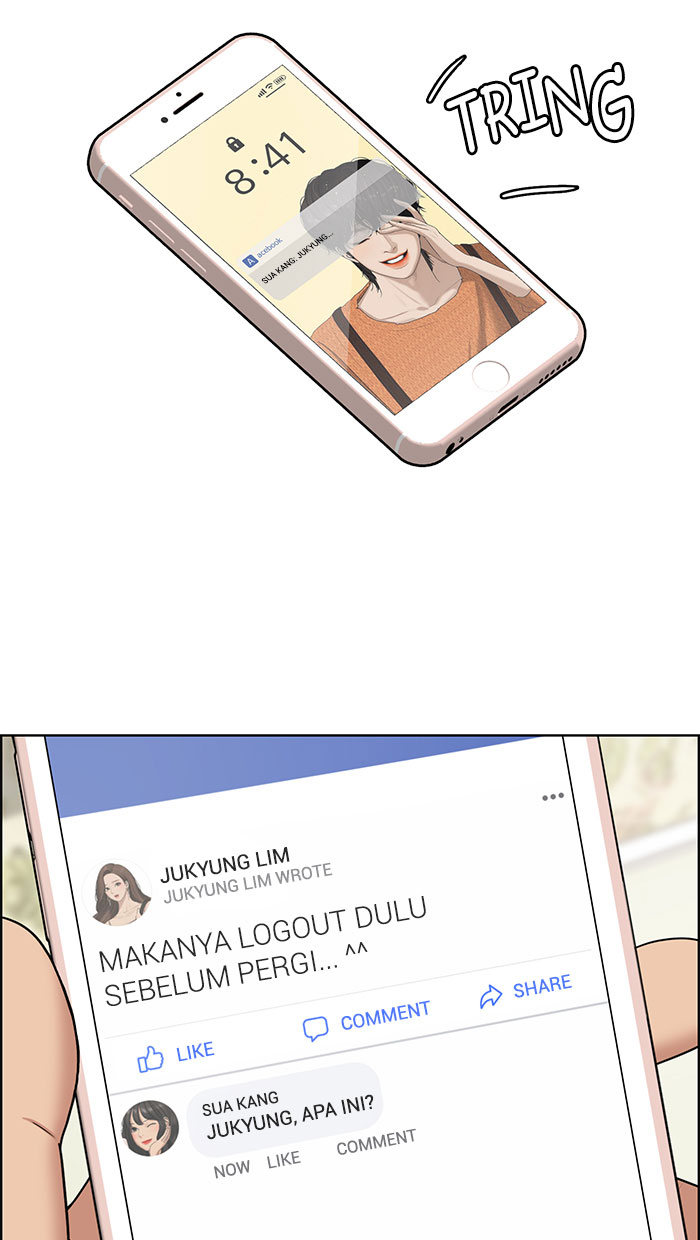 TRING
8:41
A acebook
SUA KANG: JUKYUNG...
JUKYUNG LIM
JUKYUNG LIM WROTE
MAKANYA LOGOUT DULU
SEBELUM PERGI... ^^
LIKE
COMMENT
SHARE
SUA KANG
JUKYUNG, APA INI?
NOW LIKE COMMENT